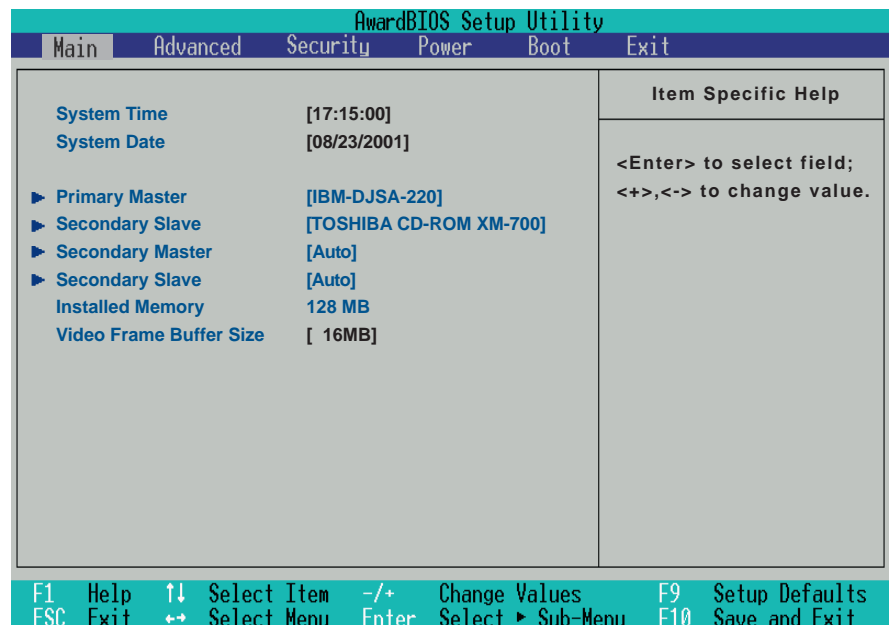 AwardBIOS Setup Utility
Main Advanced Security Power Boot Exit
System Time [17:15:00]
System Date [08/23/2001]
▶ Primary Master [IBM-DJSA-220]
▶ Secondary Slave [TOSHIBA CD-ROM XM-700]
▶ Secondary Master [Auto]
▶ Secondary Slave [Auto]
Installed Memory 128 MB
Video Frame Buffer Size [ 16MB]
Item Specific Help
<Enter> to select field;
<+>,<-> to change value.
F1 Help ↑↓ Select Item -/+ Change Values F9 Setup Defaults
ESC Exit ←→ Select Menu Enter Select ▶ Sub-Menu F10 Save and Exit